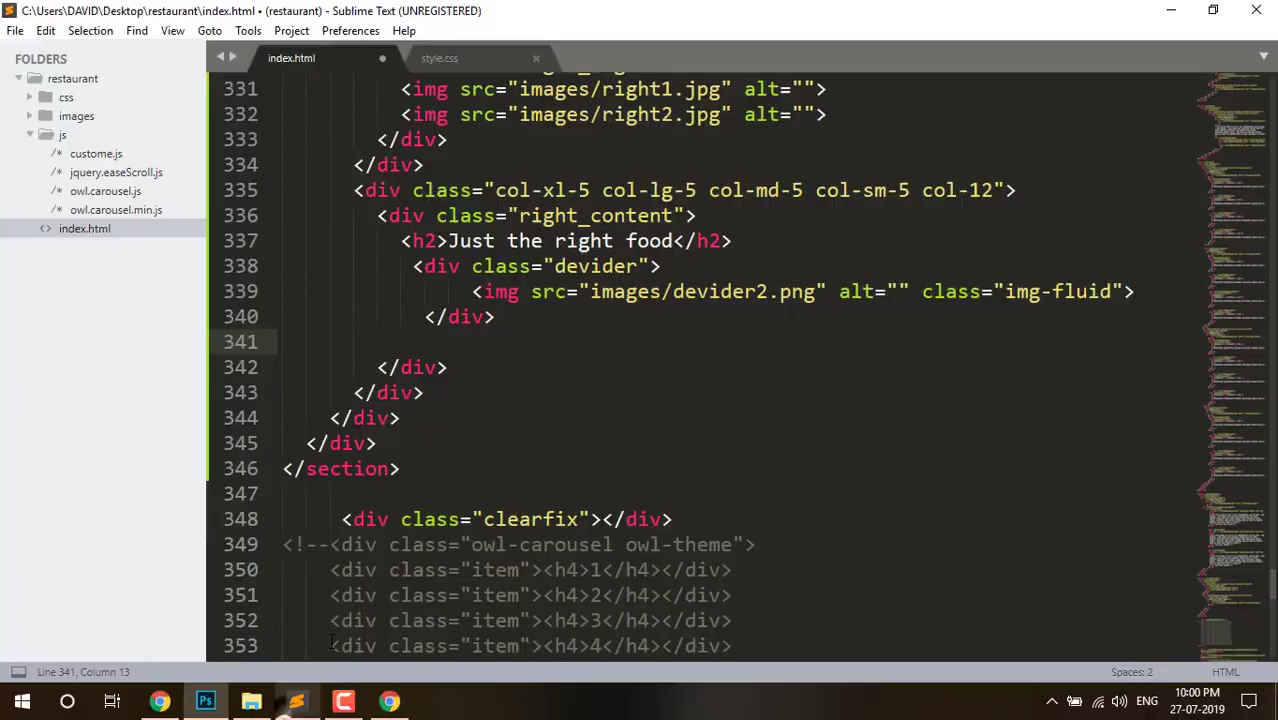 C:\Users\DAVID\Desktop\restaurant\index.html • (restaurant) - Sublime Text (UNREGISTERED)
File Edit Selection Find View Goto Tools Project Preferences Help
FOLDERS
restaurant
css
images
js
/* custome.js
/* jquery.easeScroll.js
/* owl.carousel.js
/* owl.carousel.min.js
<> index.html
index.html
style.css
331 <img src="images/right1.jpg" alt="">
332 <img src="images/right2.jpg" alt="">
333 </div>
334 </div>
335 <div class="col-xl-5 col-lg-5 col-md-5 col-sm-5 col-12">
336 <div class="right_content">
337 <h2>Just the right food</h2>
338 <div class="devider">
339 <img src="images/devider2.png" alt="" class="img-fluid">
340 </div>
341
342 </div>
343 </div>
344 </div>
345 </div>
346 </section>
347
348 <div class="clearfix"></div>
349 <!--<div class="owl-carousel owl-theme">
350 <div class="item"><h4>1</h4></div>
351 <div class="item"><h4>2</h4></div>
352 <div class="item"><h4>3</h4></div>
353 <div class="item"><h4>4</h4></div>
Line 341, Column 13
Spaces: 2
HTML
Ps
ENG
10:00 PM
27-07-2019